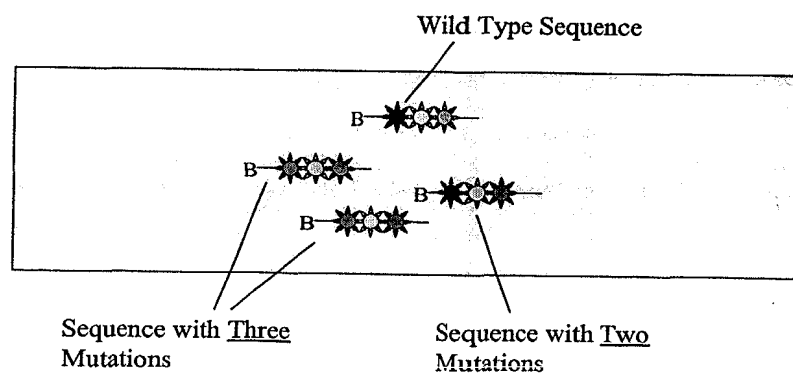 Wild Type Sequence
B
B
B
B
Sequence with Three
Mutations
Sequence with Two
Mutations